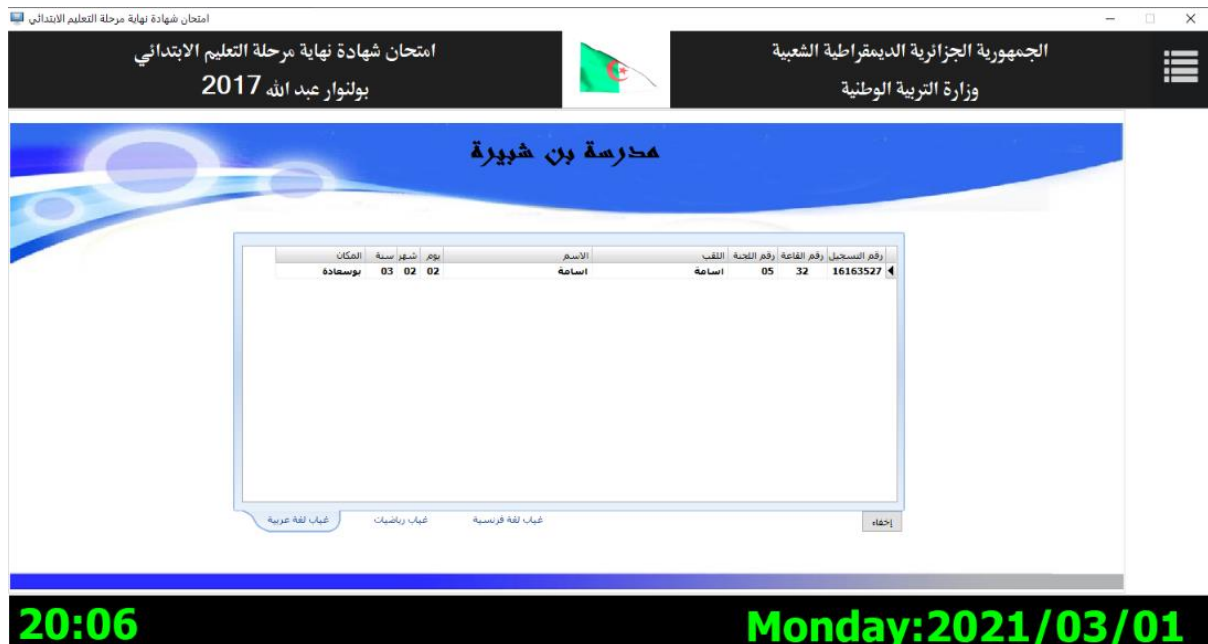 امتحان شهادة نهاية مرحلة التعليم الابتدائي
الجمهورية الجزائرية الديمقراطية الشعبية
وزارة التربية الوطنية
امتحان شهادة نهاية مرحلة التعليم الابتدائي
بولنوار عبد الله 2017
مدرسة بن شبيرة
رقم التسجيل رقم القاعة رقم اللجنة اللقب الاسم يوم شهر سنة المكان
16163527 32 05 اسامة اسامة 02 02 03 بوسعادة
إخفاء غياب لغة فرنسية غياب رياضيات غياب لغة عربية
20:06 Monday:2021/03/01